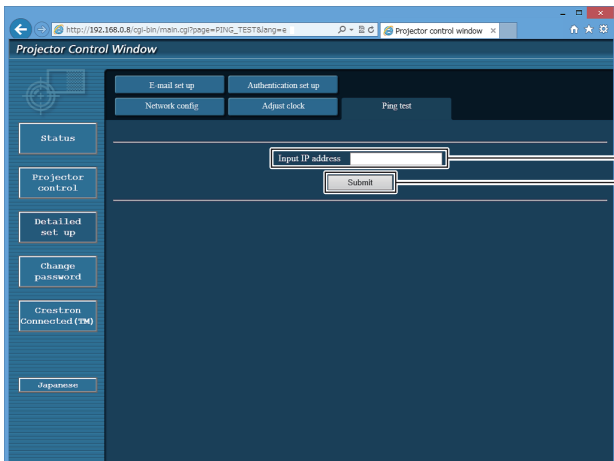 http://192.168.0.8/cgi-bin/main.cgi?page=PING_TEST&lang=e
Projector control window
Projector Control Window
E-mail set up
Authentication set up
Network config
Adjust clock
Ping test
Status
Input IP address
Submit
Projector
control
Detailed
set up
Change
password
Crestron
Connected(TM)
Japanese